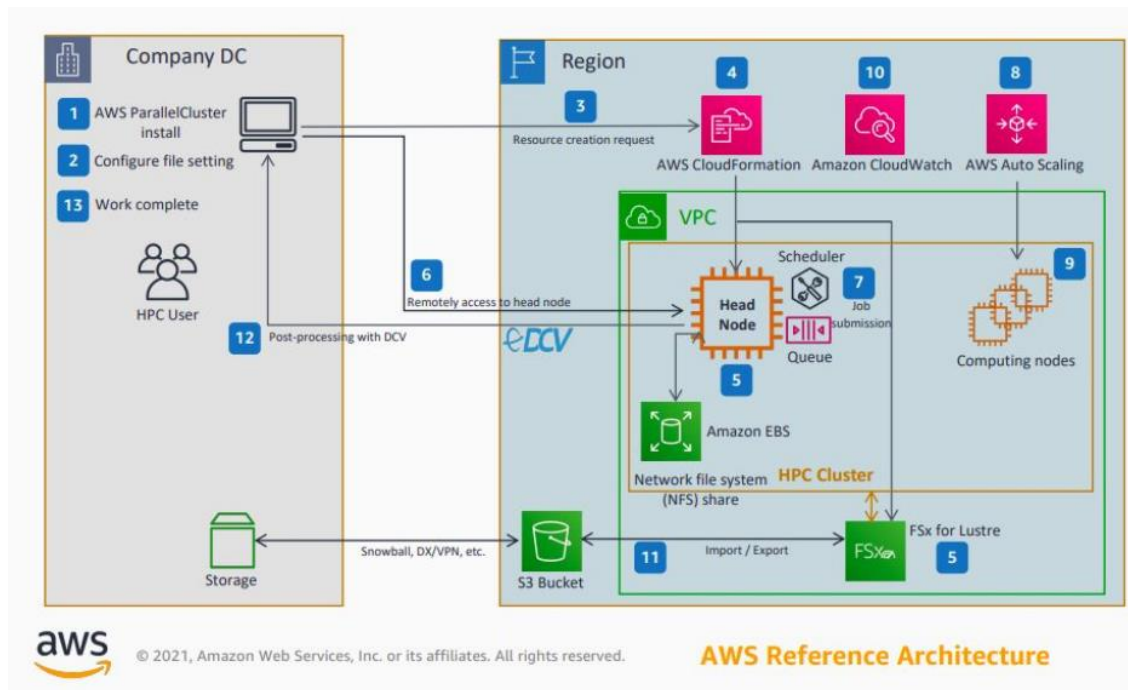 Company DC
1
AWS ParallelCluster
install
2
Configure file setting
13
Work complete
HPC User
Storage
Region
3
Resource creation request
4
AWS CloudFormation
10
Amazon CloudWatch
8
AWS Auto Scaling
VPC
6
Remotely access to head node
12
Post-processing with DCV
DCV
Head
Node
5
Scheduler
7
Job
submission
Queue
9
Computing nodes
Amazon EBS
Network file system
(NFS) share
HPC Cluster
Snowball, DX/VPN, etc.
S3 Bucket
11
Import / Export
FSx
FSx for Lustre
5
aws
© 2021, Amazon Web Services, Inc. or its affiliates. All rights reserved.
AWS Reference Architecture